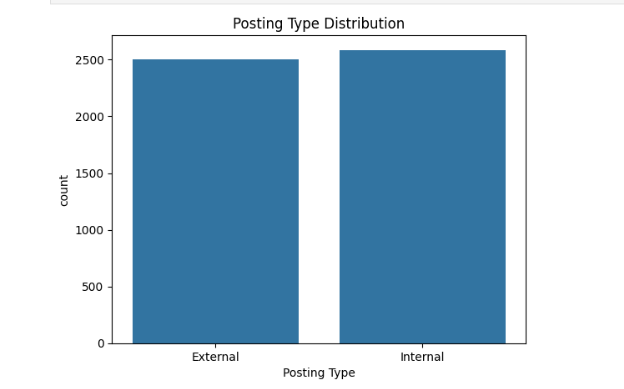 Posting Type Distribution
2500
2000
1500
1000
500
0
count
External Internal
Posting Type